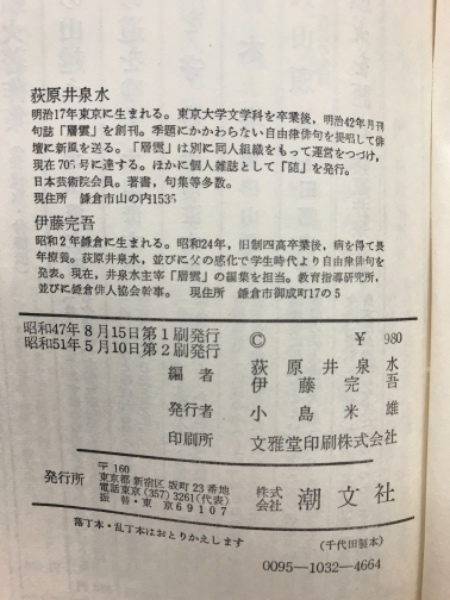 荻原井泉水
明治17年東京に生まれる。東京大学文学科を卒業後，明治42年月刊
句誌「層雲」を創刊。季題にかかわらない自由律俳句を提唱して俳
壇に新風を送る。「層雲」は別に同人組織をもって運営をつづけ，
現在705号に達する。ほかに個人雑誌として「随」を発行。
日本芸術院会員。著書，句集等多数。
現住所　鎌倉市山の内1535
伊藤完吾
昭和2年鎌倉に生まれる。昭和24年，旧制四高卒業後，病を得て長
年療養。荻原井泉水，並びに父の感化で学生時代より自由律俳句を
発表。現在，井泉水主宰「層雲」の編集を担当。教育指導研究所，
並びに鎌倉俳人協会幹事。　現住所　鎌倉市御成町17の5
昭和47年8月15日第1刷発行　©　¥ 980
昭和51年5月10日第2刷発行
編者　荻原井泉水
伊藤完吾
発行者　小島米雄
印刷所　文雅堂印刷株式会社
発行所　〒160
東京都新宿区坂町23番地
電話東京(357)3261(代表)
振替・東京69107
株式会社　潮文社
落丁本・乱丁本はおとりかえします　(千代田製本)
0095-1032-4664